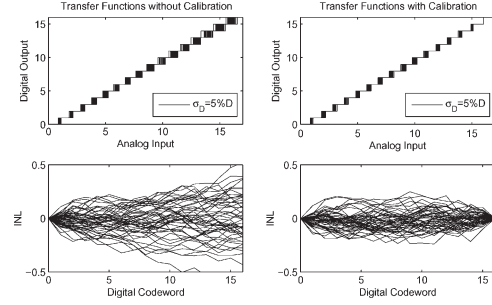 Transfer Functions without Calibration
Digital Output
15
10
5
0
0
5
10
15
σD=5%D
Analog Input
Transfer Functions with Calibration
Digital Output
15
10
5
0
0
5
10
15
σD=5%D
Analog Input
INL
0.5
0
−0.5
0
5
10
15
Digital Codeword
INL
0.5
0
−0.5
0
5
10
15
Digital Codeword